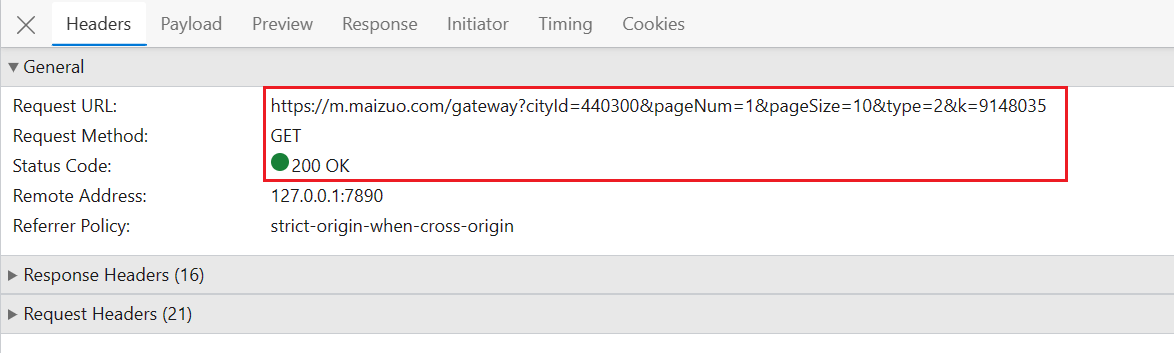 Headers Payload Preview Response Initiator Timing Cookies
General
Request URL: https://m.maizuo.com/gateway?cityId=440300&pageNum=1&pageSize=10&type=2&k=9148035
Request Method: GET
Status Code: 200 OK
Remote Address: 127.0.0.1:7890
Referrer Policy: strict-origin-when-cross-origin
Response Headers (16)
Request Headers (21)